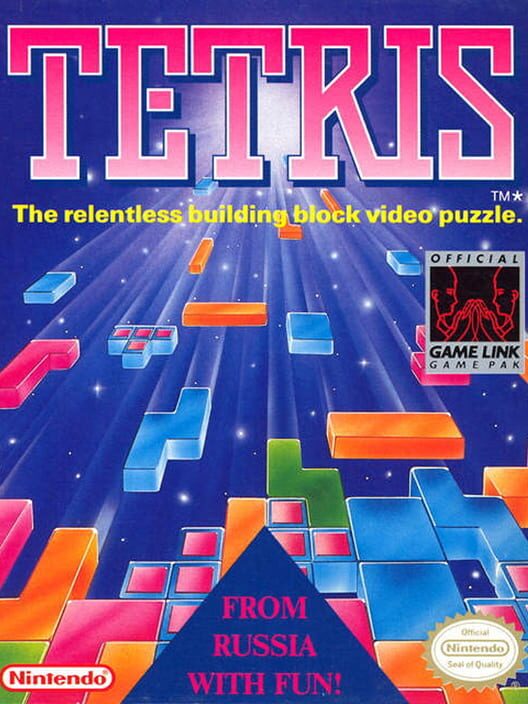 TETRIS
TM*
The relentless building block video puzzle.
OFFICIAL
GAME LINK
GAME PAK
FROM
RUSSIA
WITH FUN!
Nintendo®
Official
Nintendo
Seal of Quality